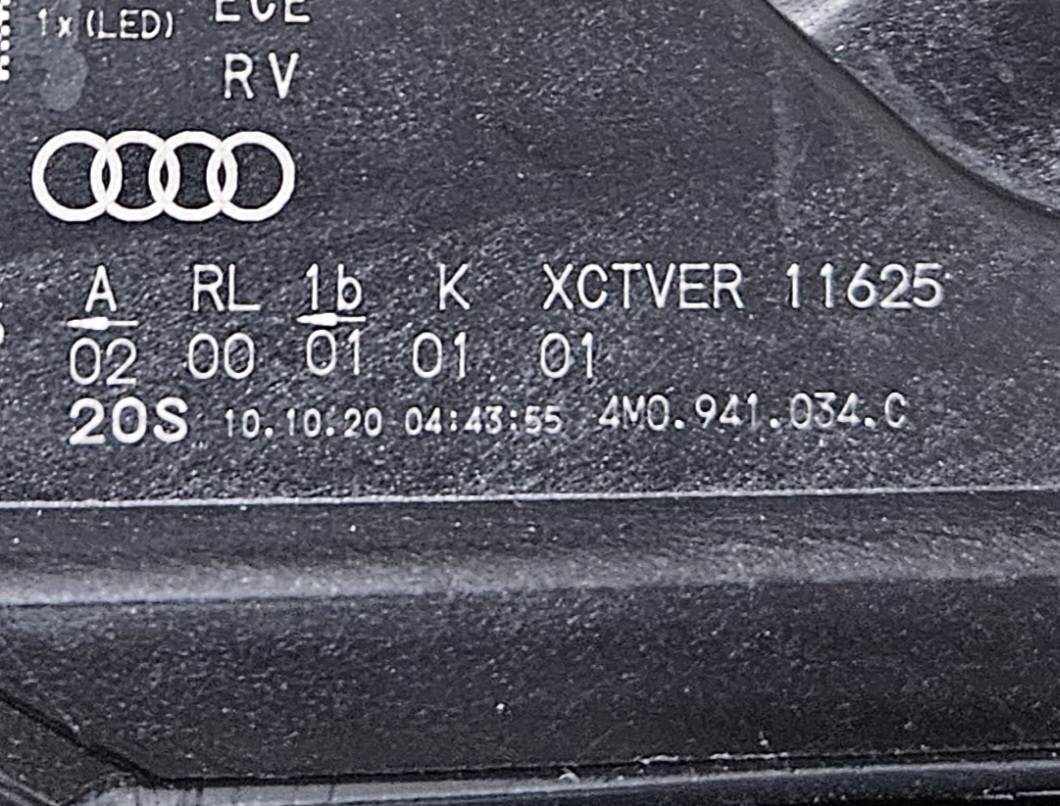 1x(LED) ECE
RV
A RL 1b K XCTVER 11625
02 00 01 01 01
20S 10.10.20 04:43:55 4M0.941.034.C